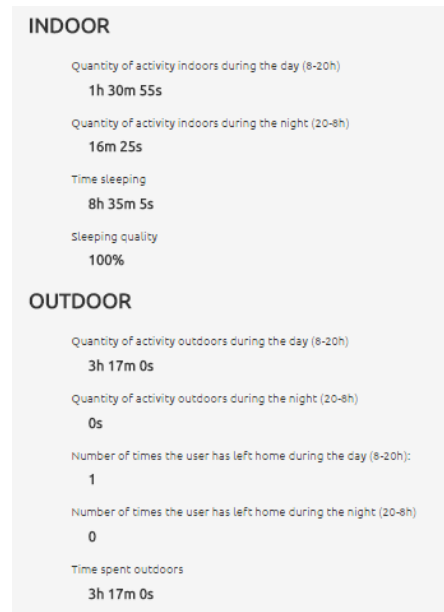 INDOOR
Quantity of activity indoors during the day (8-20h)
1h 30m 55s
Quantity of activity indoors during the night (20-8h)
16m 25s
Time sleeping
8h 35m 5s
Sleeping quality
100%
OUTDOOR
Quantity of activity outdoors during the day (8-20h)
3h 17m 0s
Quantity of activity outdoors during the night (20-8h)
0s
Number of times the user has left home during the day (8-20h):
1
Number of times the user has left home during the night (20-8h)
0
Time spent outdoors
3h 17m 0s